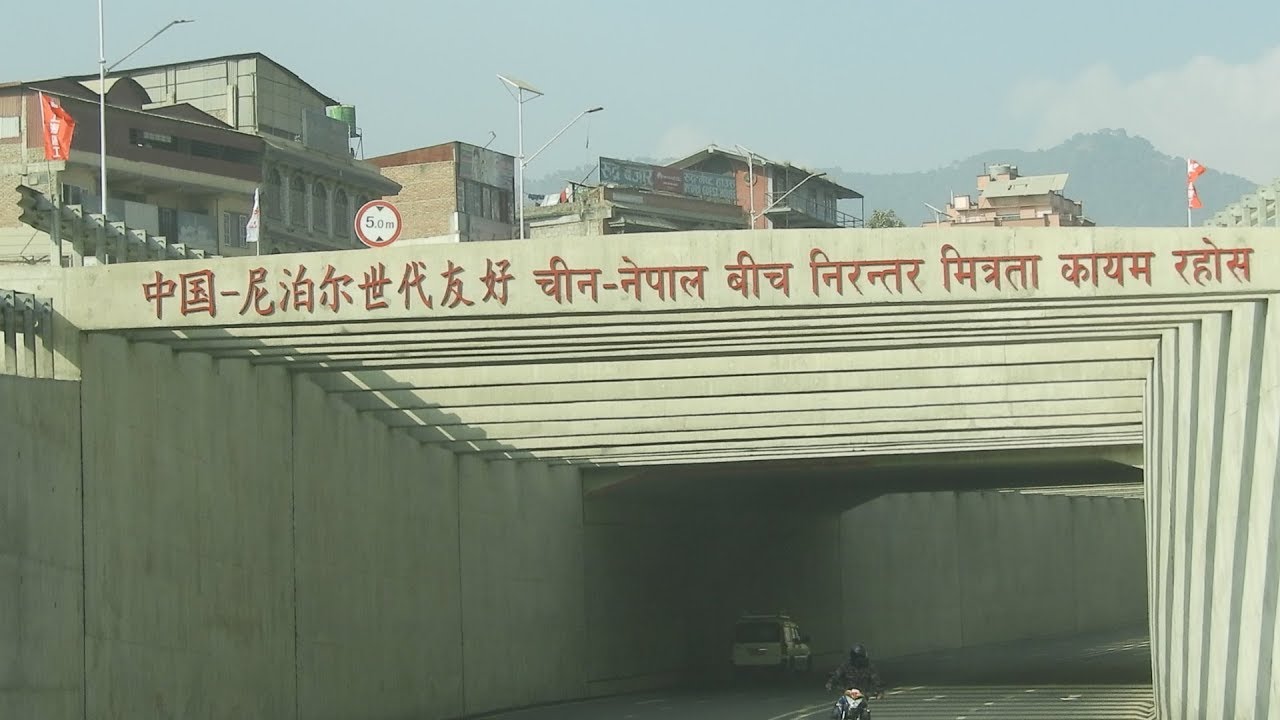 中国-尼泊尔世代友好 चीन-नेपाल बीच निरन्तर मित्रता कायम रहोस
5.0m